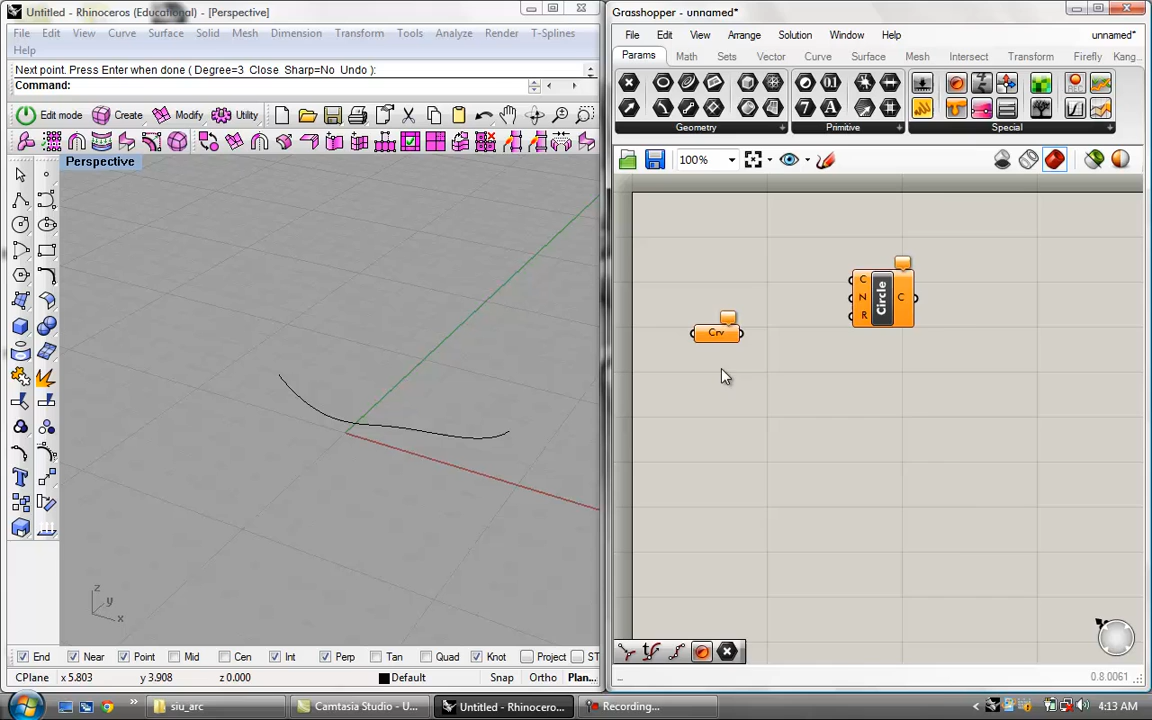 Untitled - Rhinoceros (Educational) - [Perspective]
File Edit View Curve Surface Solid Mesh Dimension Transform Tools Analyze Render T-Splines
Help
Next point. Press Enter when done ( Degree=3 Close Sharp=No Undo ):
Command:
Edit mode Create Modify Utility
Perspective
z
y
x
End Near Point Mid Cen Int Perp Tan Quad Knot Project ST
CPlane x 5.803 y 3.908 z 0.000 Default Snap Ortho Plan...
Grasshopper - unnamed*
File Edit View Arrange Solution Window Help unnamed*
Params Math Sets Vector Curve Surface Mesh Intersect Transform Firefly Kangaroo
Geometry Primitive Special
100%
C
N
R
Circle
C
Crv
0.8.0061
siu_arc Camtasia Studio - U... Untitled - Rhinocero... Recording... 4:13 AM